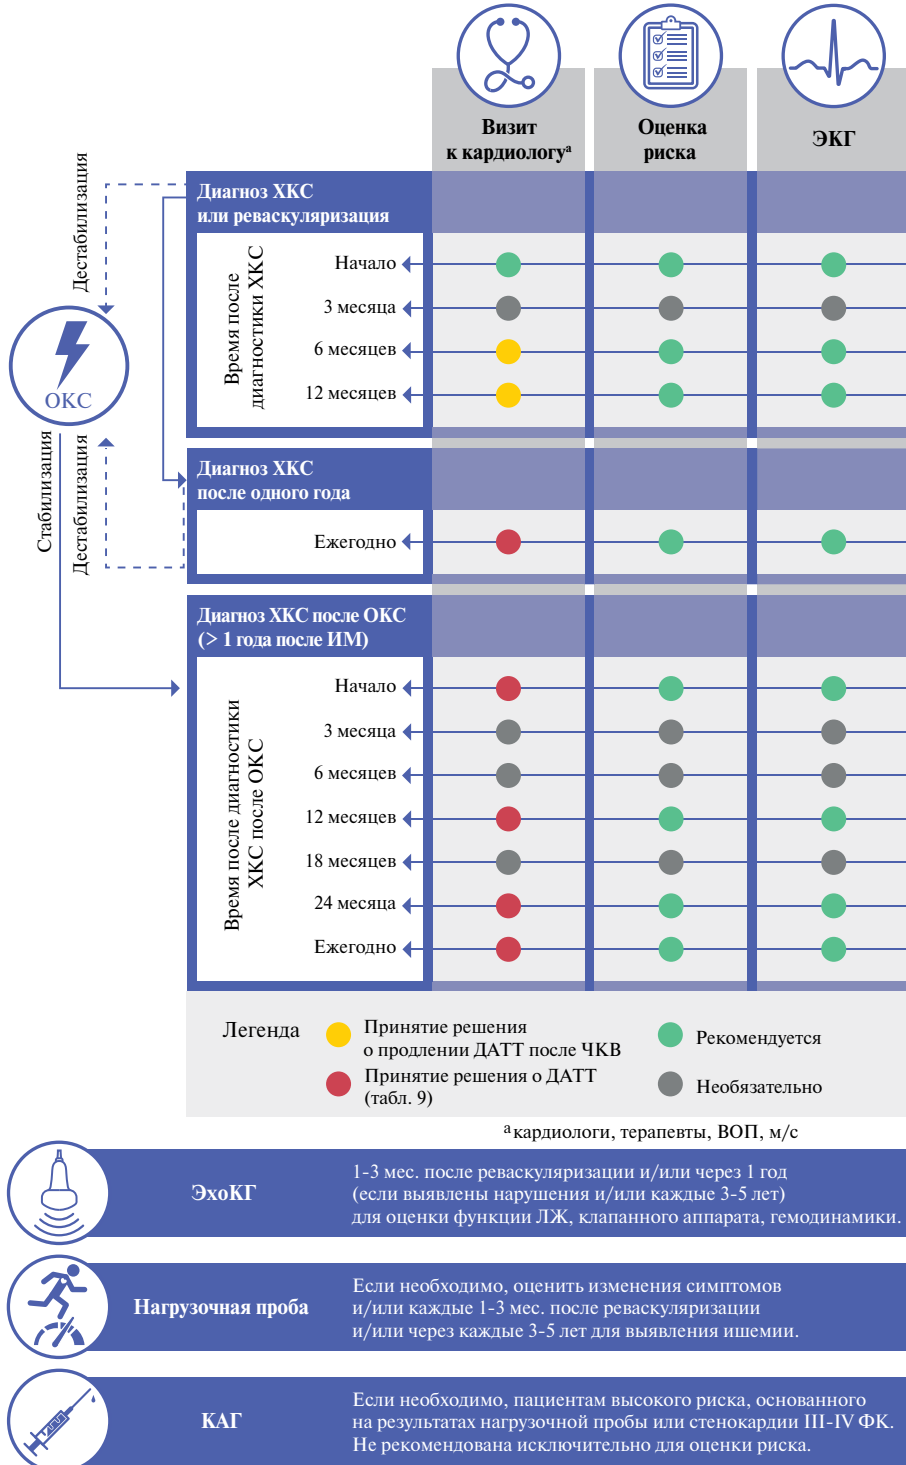 Визит
к кардиологуᵃ
Оценка
риска
ЭКГ
Дестабилизация
Диагноз ХКС
или реваскуляризация
Время после
диагностики ХКС
Начало
3 месяца
6 месяцев
12 месяцев
ОКС
Стабилизация
Дестабилизация
Диагноз ХКС
после одного года
Ежегодно
Диагноз ХКС после ОКС
(> 1 года после ИМ)
Время после диагностики
ХКС после ОКС
Начало
3 месяца
6 месяцев
12 месяцев
18 месяцев
24 месяца
Ежегодно
Легенда
Принятие решения
о продлении ДАТТ после ЧКВ
Рекомендуется
Принятие решения о ДАТТ
(табл. 9)
Необязательно
ᵃ кардиологи, терапевты, ВОП, м/с
ЭхоКГ
1-3 мес. после реваскуляризации и/или через 1 год
(если выявлены нарушения и/или каждые 3-5 лет)
для оценки функции ЛЖ, клапанного аппарата, гемодинамики.
Нагрузочная проба
Если необходимо, оценить изменения симптомов
и/или каждые 1-3 мес. после реваскуляризации
и/или через каждые 3-5 лет для выявления ишемии.
КАГ
Если необходимо, пациентам высокого риска, основанного
на результатах нагрузочной пробы или стенокардии III-IV ФК.
Не рекомендована исключительно для оценки риска.